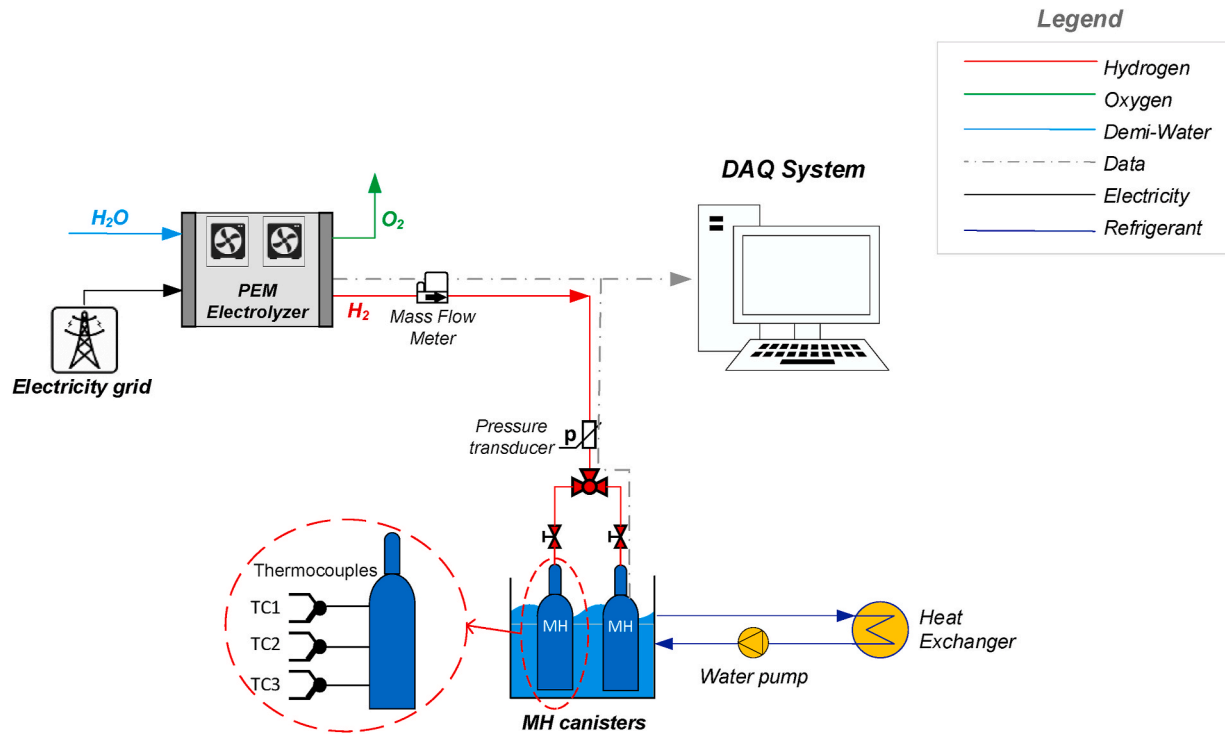 Legend
Hydrogen
Oxygen
Demi-Water
Data
Electricity
Refrigerant
DAQ System
H₂O
O₂
PEM
Electrolyzer
H₂
Mass Flow
Meter
Electricity grid
Pressure
transducer
p
Thermocouples
TC1
TC2
TC3
MH
MH
Heat
Exchanger
Water pump
MH canisters